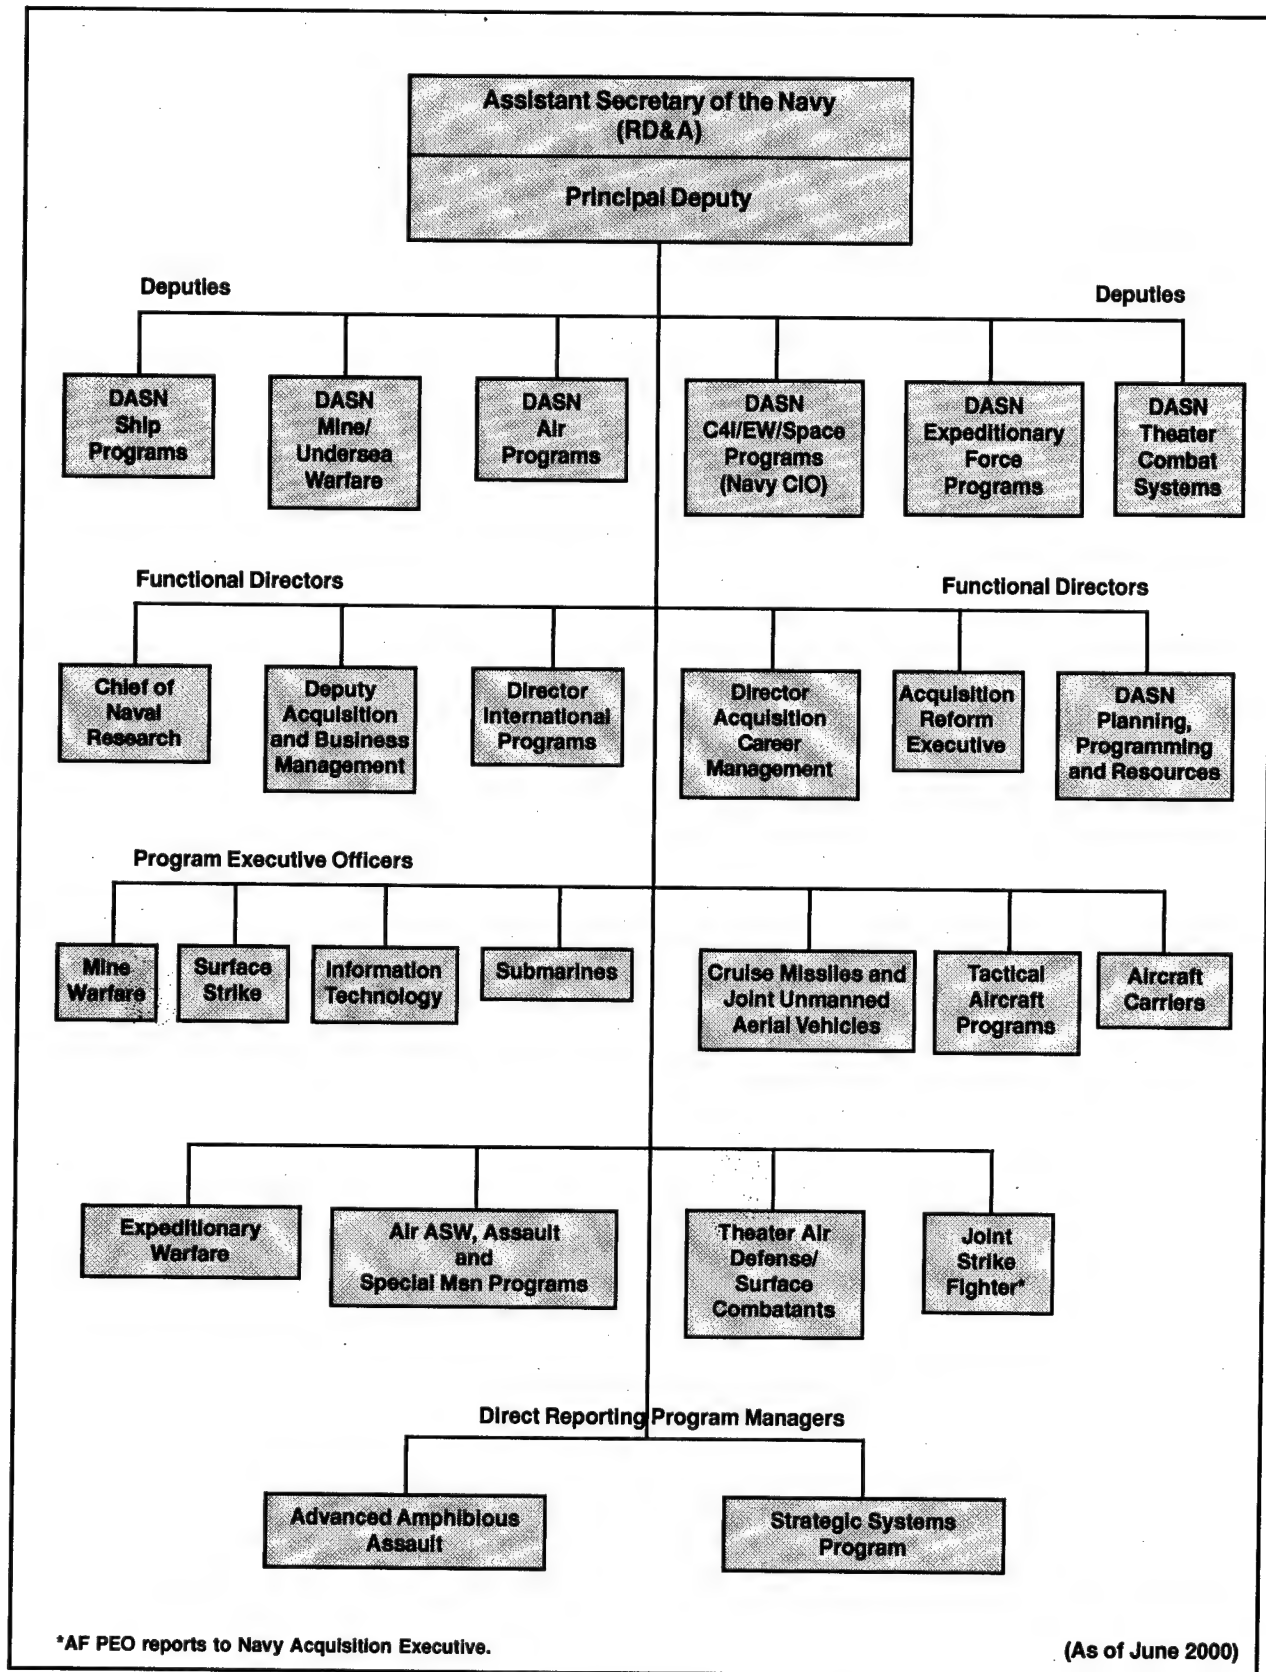 Assistant Secretary of the Navy
(RD&A)
Principal Deputy
Deputies
Deputies
DASN
Ship
Programs
DASN
Mine/
Undersea
Warfare
DASN
Air
Programs
DASN
C4I/EW/Space
Programs
(Navy CIO)
DASN
Expeditionary
Force
Programs
DASN
Theater
Combat
Systems
Functional Directors
Functional Directors
Chief of
Naval
Research
Deputy
Acquisition
and Business
Management
Director
International
Programs
Director
Acquisition
Career
Management
Acquisition
Reform
Executive
DASN
Planning,
Programming
and Resources
Program Executive Officers
Mine
Warfare
Surface
Strike
Information
Technology
Submarines
Cruise Missiles and
Joint Unmanned
Aerial Vehicles
Tactical
Aircraft
Programs
Aircraft
Carriers
Expeditionary
Warfare
Air ASW, Assault
and
Special Msn Programs
Theater Air
Defense/
Surface
Combatants
Joint
Strike
Fighter*
Direct Reporting Program Managers
Advanced Amphibious
Assault
Strategic Systems
Program
*AF PEO reports to Navy Acquisition Executive.
(As of June 2000)